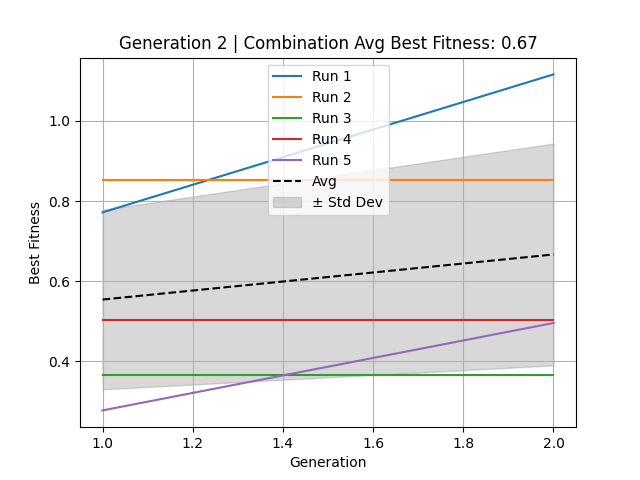 Generation 2 | Combination Avg Best Fitness: 0.67
Run 1
Run 2
Run 3
Run 4
Run 5
Avg
± Std Dev
Best Fitness
1.0
0.8
0.6
0.4
1.0 1.2 1.4 1.6 1.8 2.0
Generation